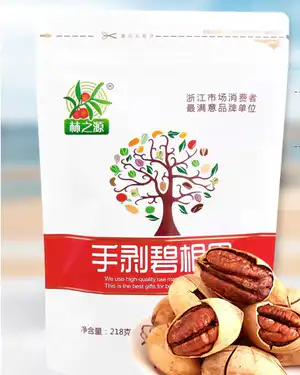 林之源
®
浙江市场消费者
最满意品牌单位
手剥碧根果
We use high-quality raw
This is the best gifts for
净含量:218克